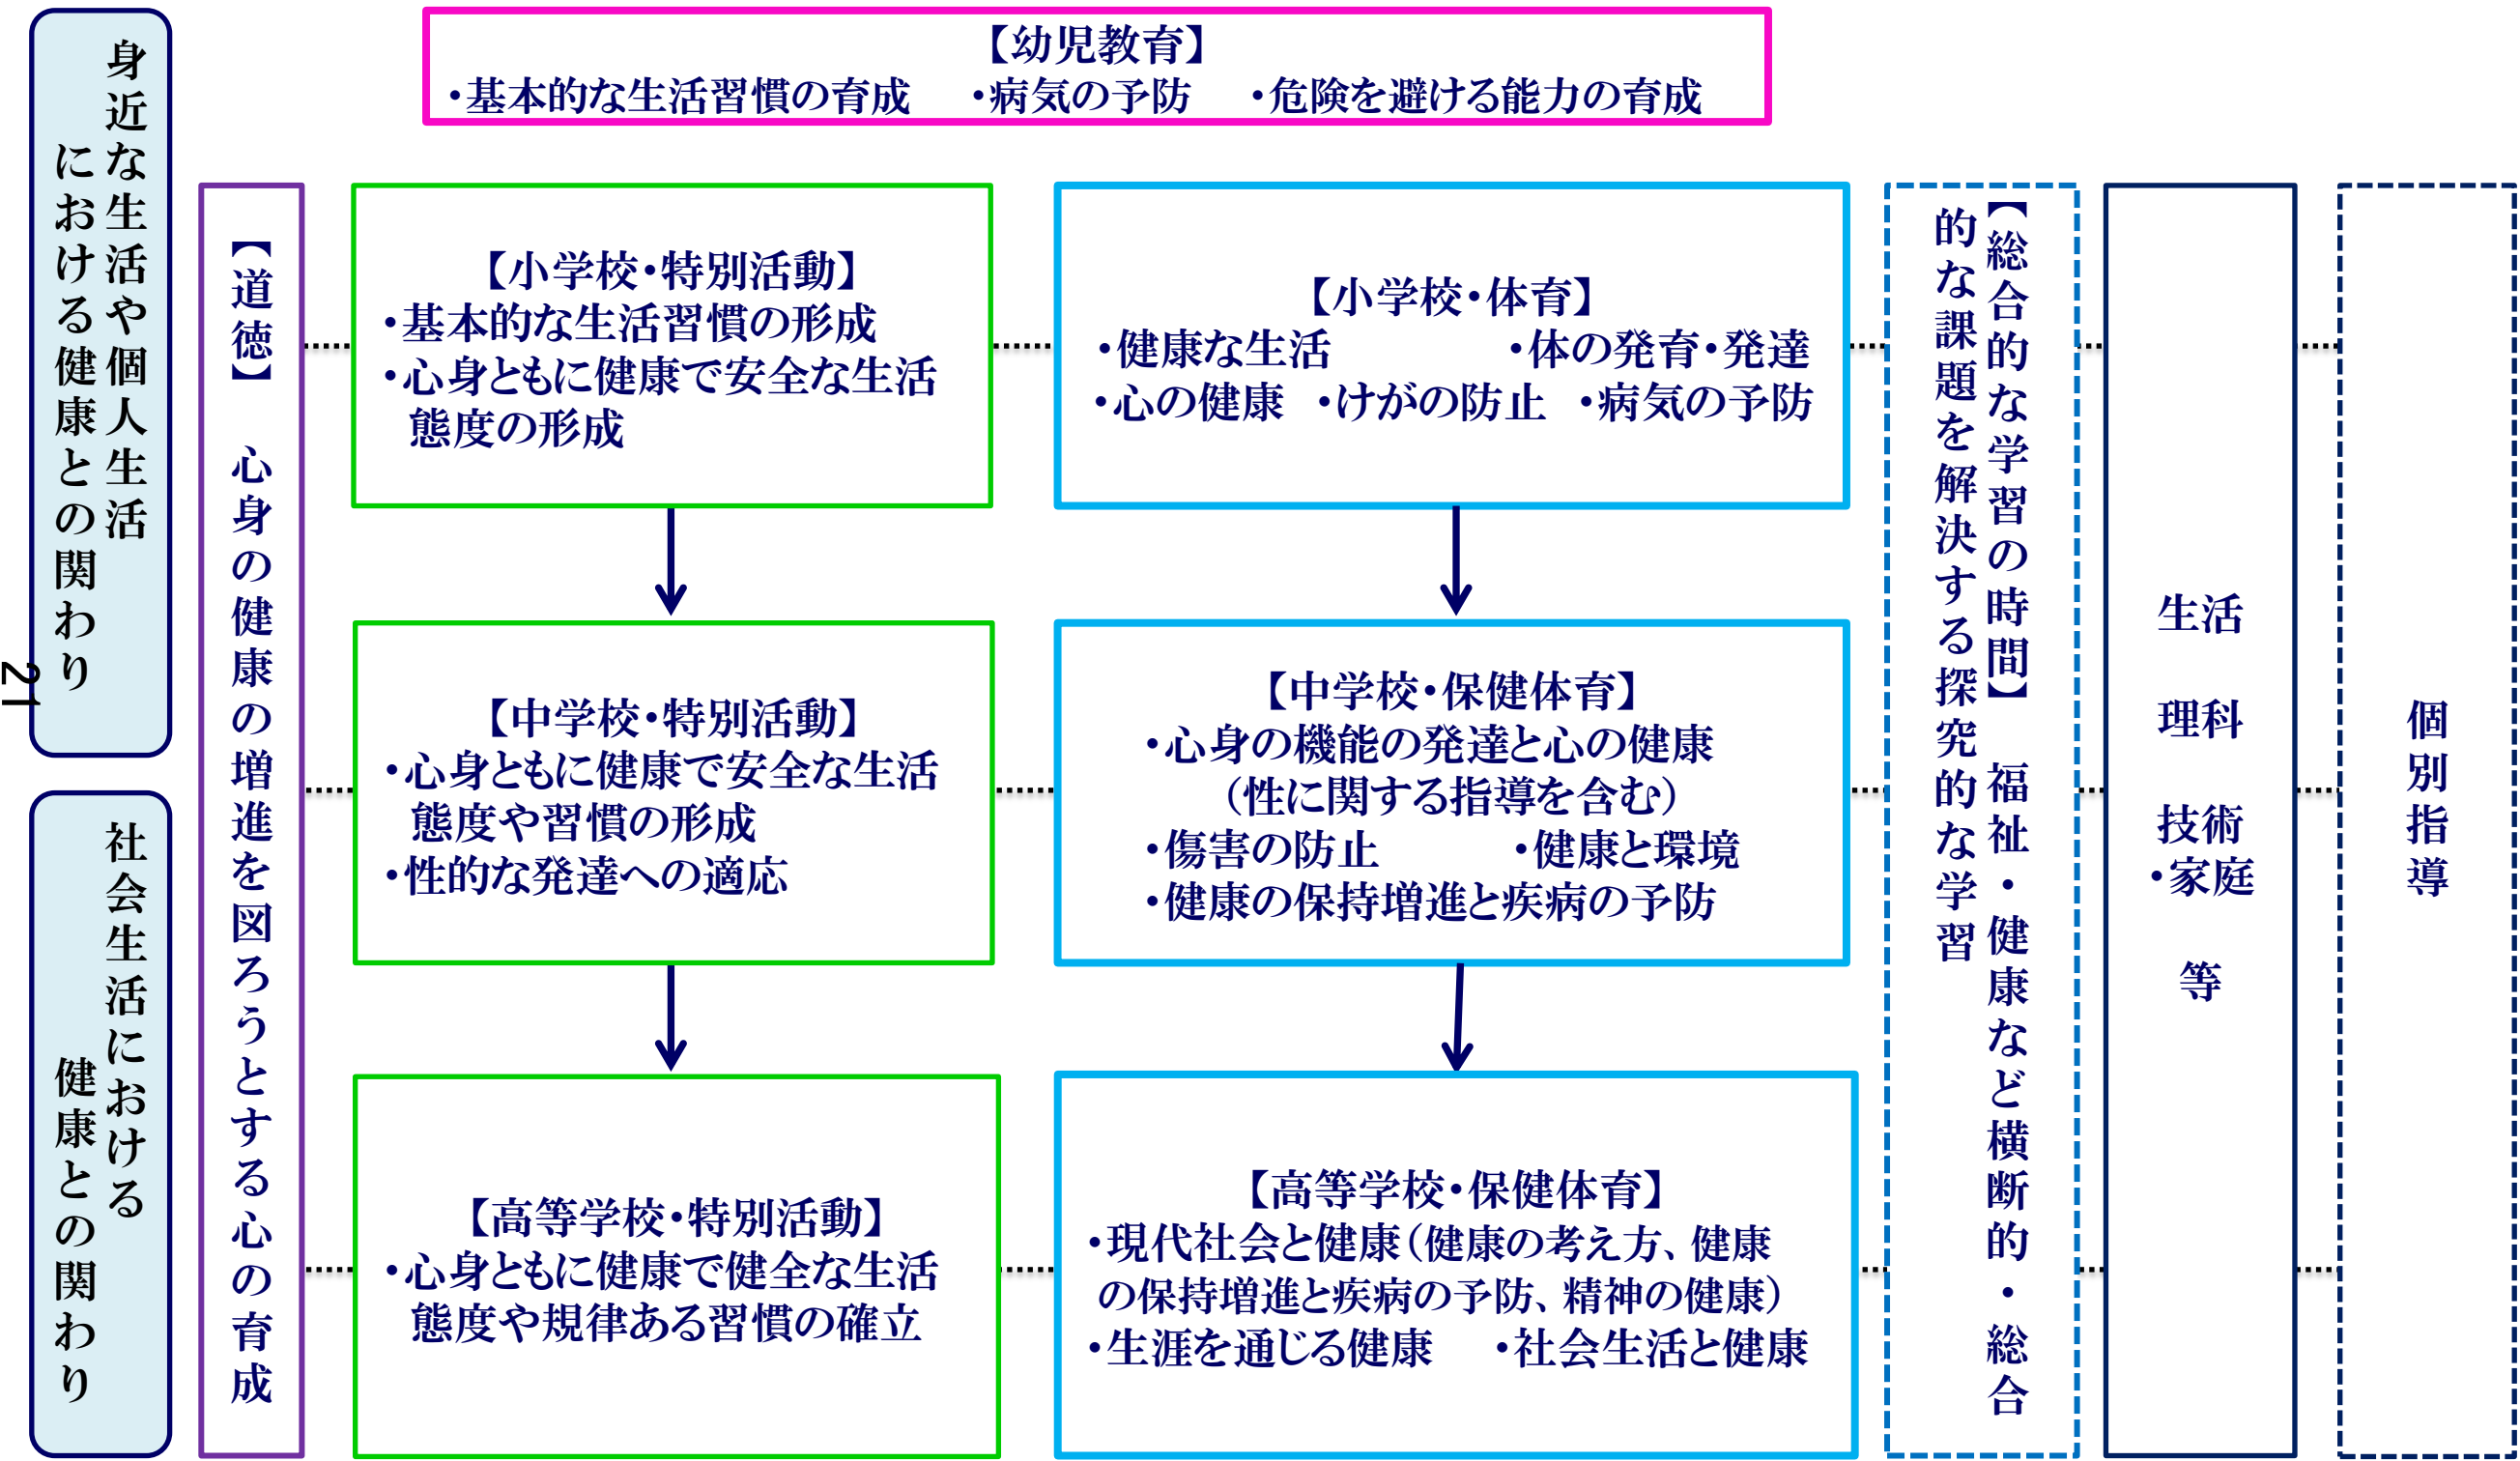 身近な生活や個人生活
における健康との関わり
21
社会生活における
健康との関わり
【幼児教育】
・基本的な生活習慣の育成　・病気の予防　・危険を避ける能力の育成
【道徳】　心身の健康の増進を図ろうとする心の育成
【小学校・特別活動】
・基本的な生活習慣の形成
・心身ともに健康で安全な生活
態度の形成
【中学校・特別活動】
・心身ともに健康で安全な生活
態度や習慣の形成
・性的な発達への適応
【高等学校・特別活動】
・心身ともに健康で健全な生活
態度や規律ある習慣の確立
【小学校・体育】
・健康な生活　　・体の発育・発達
・心の健康　・けがの防止　・病気の予防
【中学校・保健体育】
・心身の機能の発達と心の健康
（性に関する指導を含む）
・傷害の防止　　・健康と環境
・健康の保持増進と疾病の予防
【高等学校・保健体育】
・現代社会と健康（健康の考え方、健康
の保持増進と疾病の予防、精神の健康）
・生涯を通じる健康　・社会生活と健康
【総合的な学習の時間】　福祉・健康など横断的・総合
的な課題を解決する探究的な学習
生活
理科
技術
・家庭
等
個別指導